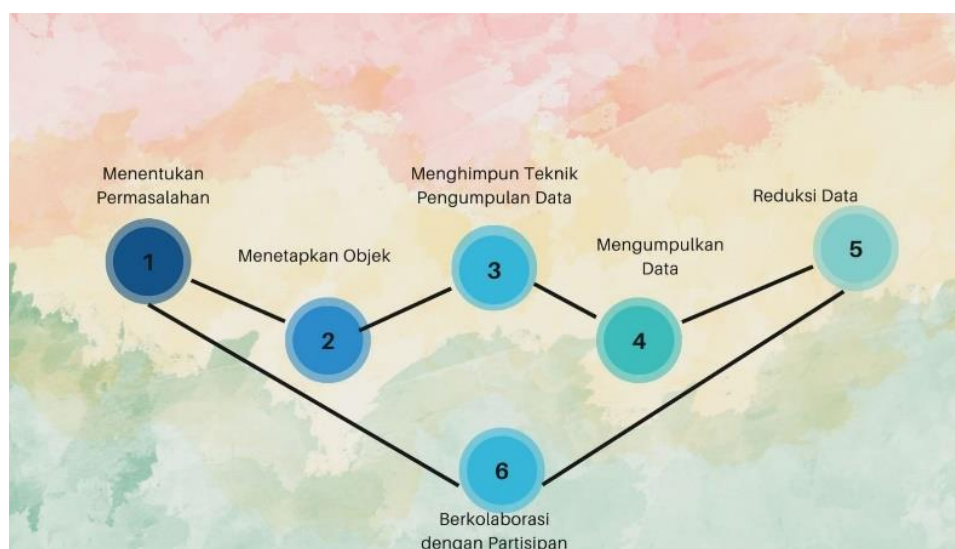 Menentukan
Permasalahan
1
Menetapkan Objek
2
Menghimpun Teknik
Pengumpulan Data
3
Mengumpulkan
Data
4
Reduksi Data
5
6
Berkolaborasi
dengan Partisipan